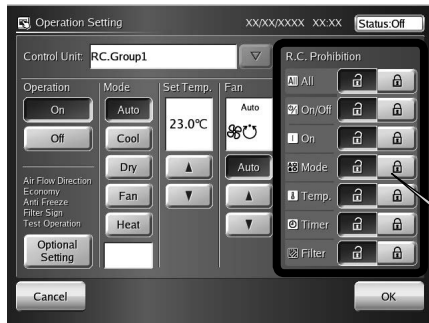 Operation Setting XX/XX/XXXX XX:XX Status:Off
Control Unit: RC.Group1
R.C. Prohibition
All
On/Off
On
Mode
Temp.
Timer
Filter
Operation
On
Off
Air Flow Direction
Economy
Anti Freeze
Filter Sign
Test Operation
Optional
Setting
Mode
Auto
Cool
Dry
Fan
Heat
Set Temp.
23.0°C
Fan
Auto
Auto
Cancel
OK